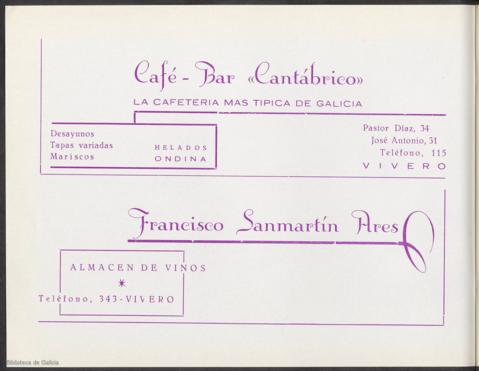 Café - Bar «Cantábrico»
LA CAFETERIA MAS TIPICA DE GALICIA
Desayunos
Tapas variadas
Mariscos
HELADOS
ONDINA
Pastor Díaz, 34
José Antonio, 31
Teléfono, 115
VIVERO
Francisco Sanmartín Ares
ALMACEN DE VINOS
*
Teléfono, 343-VIVERO
Biblioteca de Galicia